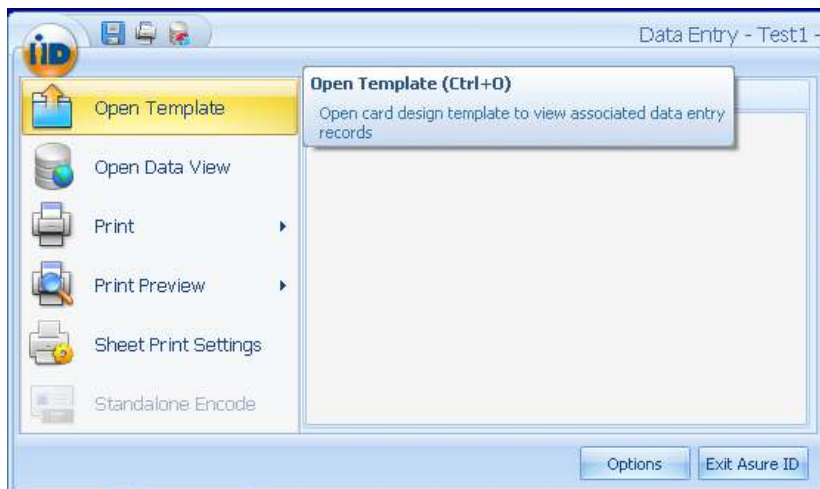 iID
Data Entry - Test1 -
Open Template
Open Template (Ctrl+O)
Open card design template to view associated data entry
records
Open Data View
Print
Print Preview
Sheet Print Settings
Standalone Encode
Options
Exit Asure ID